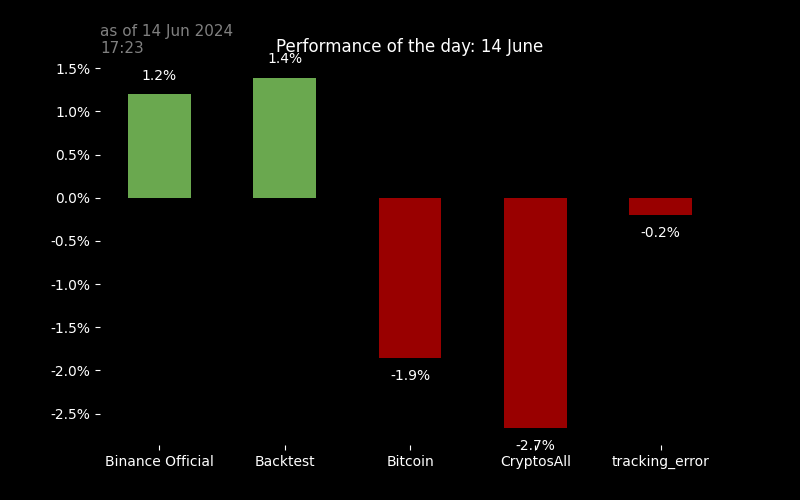 as of 14 Jun 2024
17:23
Performance of the day: 14 June
1.5%
1.0%
0.5%
0.0%
-0.5%
-1.0%
-1.5%
-2.0%
-2.5%
1.2%
1.4%
-1.9%
-2.7%
-0.2%
Binance Official
Backtest
Bitcoin
CryptosAll
tracking_error